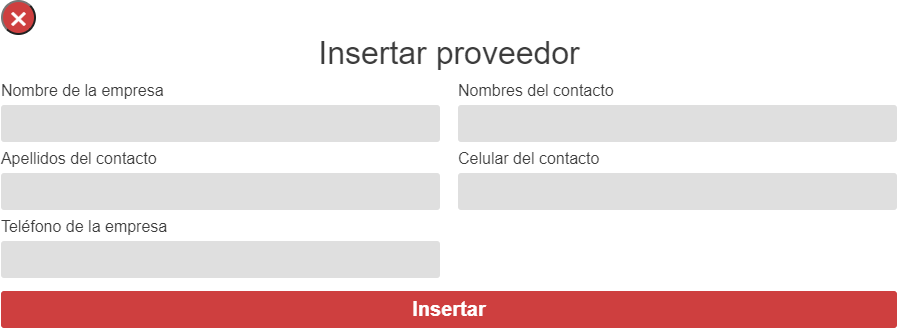 Insertar proveedor
Nombre de la empresa
Nombres del contacto
Apellidos del contacto
Celular del contacto
Teléfono de la empresa
Insertar